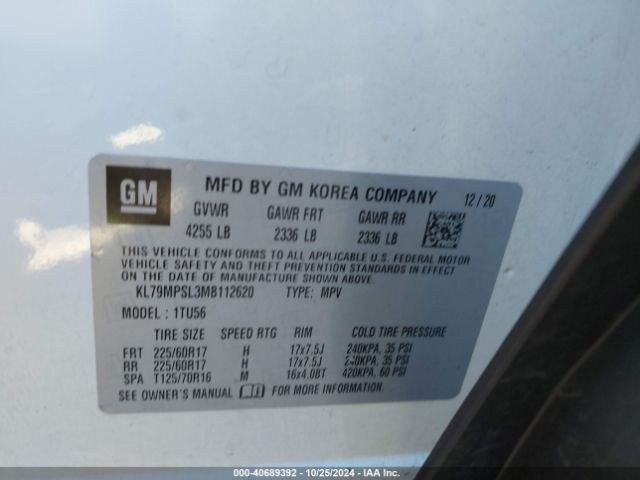 GM MFD BY GM KOREA COMPANY 12/20
GVWR GAWR FRT GAWR RR
4255 LB 2336 LB 2336 LB
THIS VEHICLE CONFORMS TO ALL APPLICABLE U.S. FEDERAL MOTOR
VEHICLE SAFETY, BUMPER, AND THEFT PREVENTION STANDARDS IN
EFFECT ON THE DATE OF MANUFACTURE SHOWN ABOVE.
KL79MPSL3MB112620 TYPE: MPV
MODEL: 1TU56
TIRE SIZE SPEED RTG RIM COLD TIRE PRESSURE
FRT 225/60R17 H 17x7.5J 240KPA, 35 PSI
RR 225/60R17 H 17x7.5J 240KPA, 35 PSI
SPA T125/70R16 M 16x4.0BT 420KPA, 60 PSI
SEE OWNER'S MANUAL FOR MORE INFORMATION.
000-40689392 - 10/25/2024 - IAA Inc.